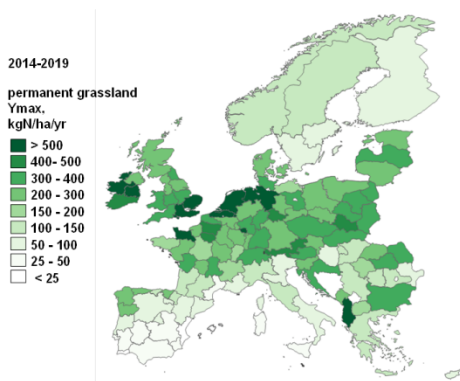 2014-2019
permanent grassland
Ymax,
kgN/ha/yr
> 500
400- 500
300 - 400
200 - 300
150 - 200
100 - 150
50 - 100
25 - 50
< 25